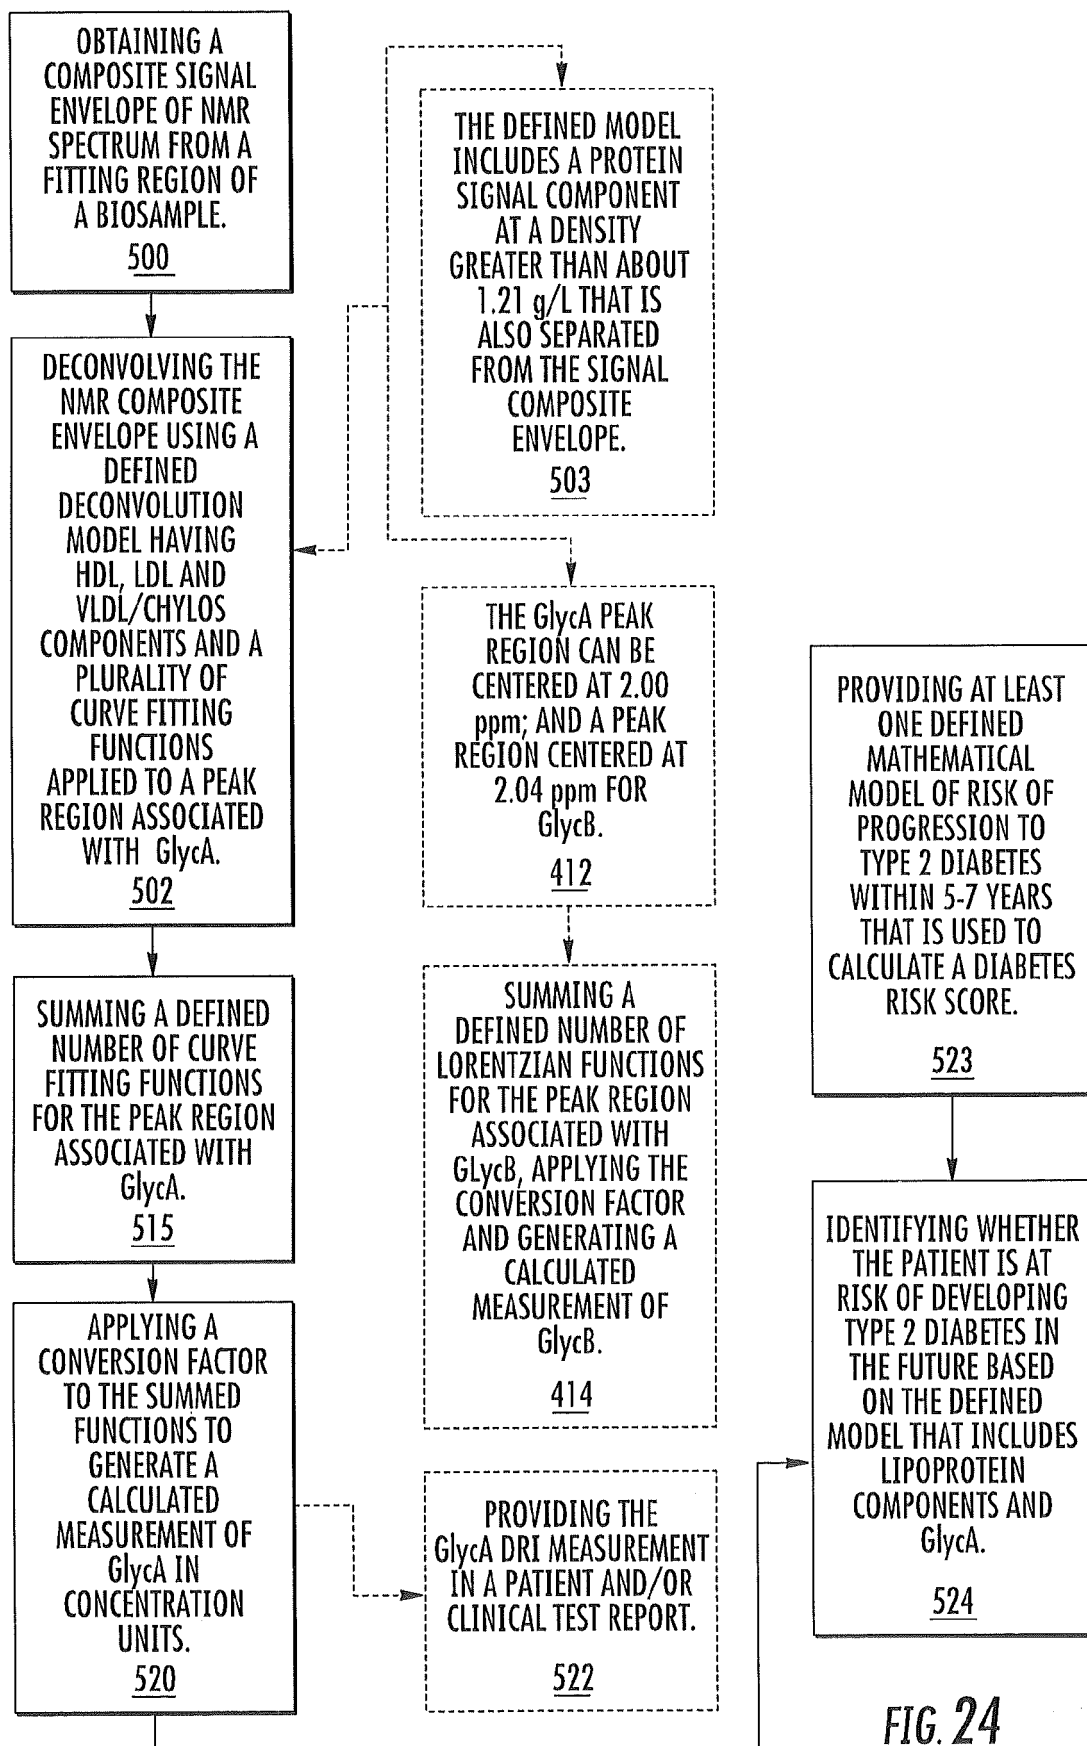 OBTAINING A
COMPOSITE SIGNAL
ENVELOPE OF NMR
SPECTRUM FROM A
FITTING REGION OF
A BIOSAMPLE.
500
DECONVOLVING THE
NMR COMPOSITE
ENVELOPE USING A
DEFINED
DECONVOLUTION
MODEL HAVING
HDL, LDL AND
VLDL/CHYLOS
COMPONENTS AND A
PLURALITY OF
CURVE FITTING
FUNCTIONS
APPLIED TO A PEAK
REGION ASSOCIATED
WITH GlycA.
502
SUMMING A DEFINED
NUMBER OF CURVE
FITTING FUNCTIONS
FOR THE PEAK REGION
ASSOCIATED WITH
GlycA.
515
APPLYING A
CONVERSION FACTOR
TO THE SUMMED
FUNCTIONS TO
GENERATE A
CALCULATED
MEASUREMENT OF
GlycA IN
CONCENTRATION
UNITS.
520
THE DEFINED MODEL
INCLUDES A PROTEIN
SIGNAL COMPONENT
AT A DENSITY
GREATER THAN ABOUT
1.21 g/L THAT IS
ALSO SEPARATED
FROM THE SIGNAL
COMPOSITE
ENVELOPE.
503
THE GlycA PEAK
REGION CAN BE
CENTERED AT 2.00
ppm; AND A PEAK
REGION CENTERED AT
2.04 ppm FOR
GlycB.
412
SUMMING A
DEFINED NUMBER OF
LORENTZIAN FUNCTIONS
FOR THE PEAK REGION
ASSOCIATED WITH
GLycB, APPLYING THE
CONVERSION FACTOR
AND GENERATING A
CALCULATED
MEASUREMENT OF
GlycB.
414
PROVIDING THE
GlycA DRI MEASUREMENT
IN A PATIENT AND/OR
CLINICAL TEST REPORT.
522
PROVIDING AT LEAST
ONE DEFINED
MATHEMATICAL
MODEL OF RISK OF
PROGRESSION TO
TYPE 2 DIABETES
WITHIN 5-7 YEARS
THAT IS USED TO
CALCULATE A DIABETES
RISK SCORE.
523
IDENTIFYING WHETHER
THE PATIENT IS AT
RISK OF DEVELOPING
TYPE 2 DIABETES IN
THE FUTURE BASED
ON THE DEFINED
MODEL THAT INCLUDES
LIPOPROTEIN
COMPONENTS AND
GlycA.
524
FIG. 24